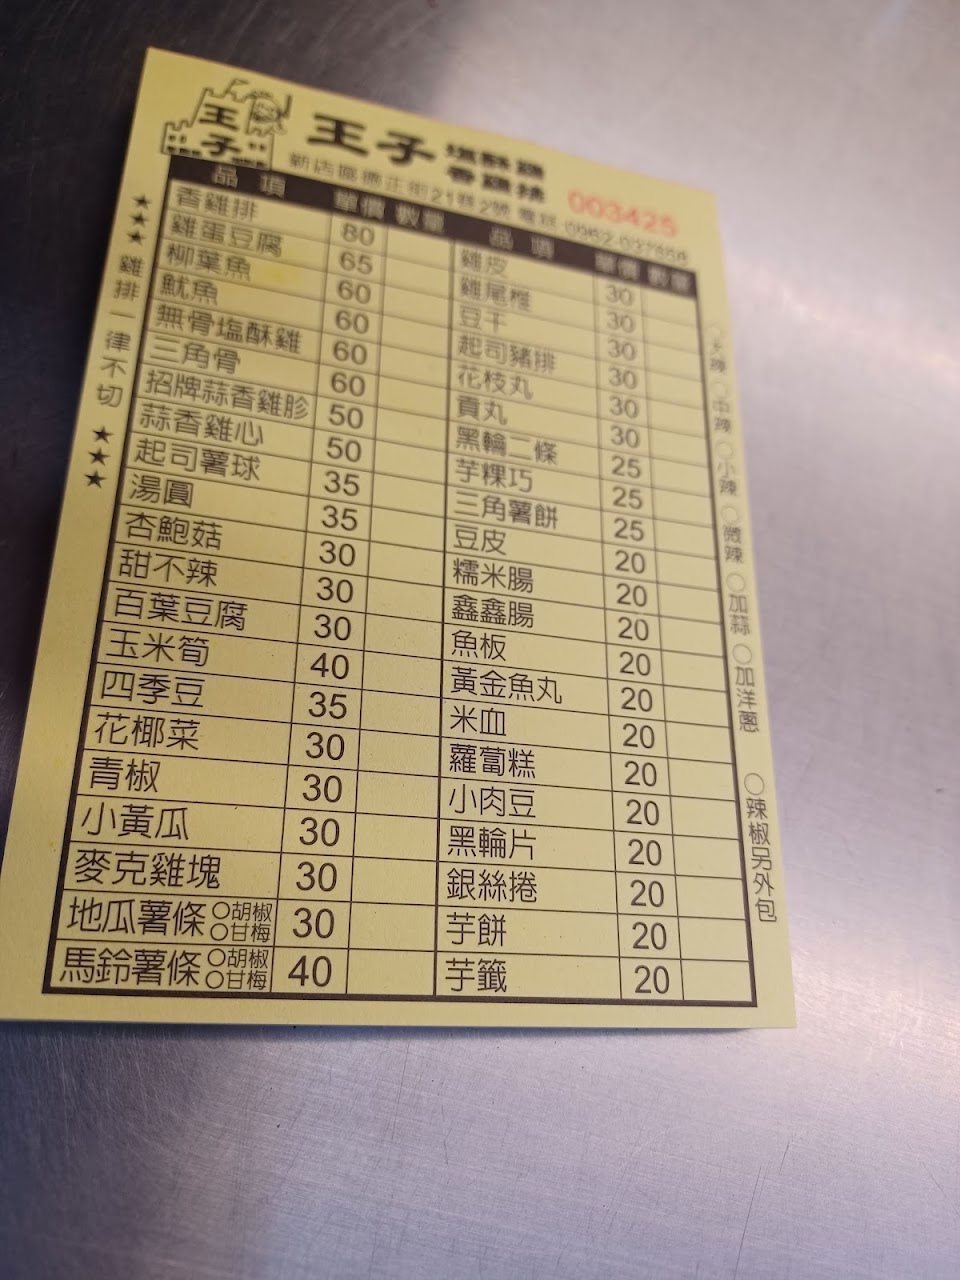 王子
王子 塩酥雞
香雞排
003425
新店區德正街21巷2號 電話
品項 單價 數量 品項 單價 數量
香雞排 80 雞皮 30
雞蛋豆腐 65 雞尾椎 30
柳葉魚 60 豆干 30
魷魚 60 起司豬排 30
無骨塩酥雞 60 花枝丸 30
三角骨 60 貢丸 30
招牌蒜香雞胗 50 黑輪二條 25
蒜香雞心 50 芋粿巧 25
起司薯球 35 三角薯餅 25
湯圓 35 豆皮 20
杏鮑菇 30 糯米腸 20
甜不辣 30 鑫鑫腸 20
百葉豆腐 30 魚板 20
玉米筍 40 黃金魚丸 20
四季豆 35 米血 20
花椰菜 30 蘿蔔糕 20
青椒 30 小肉豆 20
小黃瓜 30 黑輪片 20
麥克雞塊 30 銀絲捲 20
地瓜薯條 ○胡椒 ○甘梅 30 芋餅 20
馬鈴薯條 ○胡椒 ○甘梅 40 芋籤 20
★★★ 雞排一律不切 ★★★
○大辣 ○中辣 ○小辣 ○微辣 ○加蒜 ○加洋蔥 ○辣椒另外包